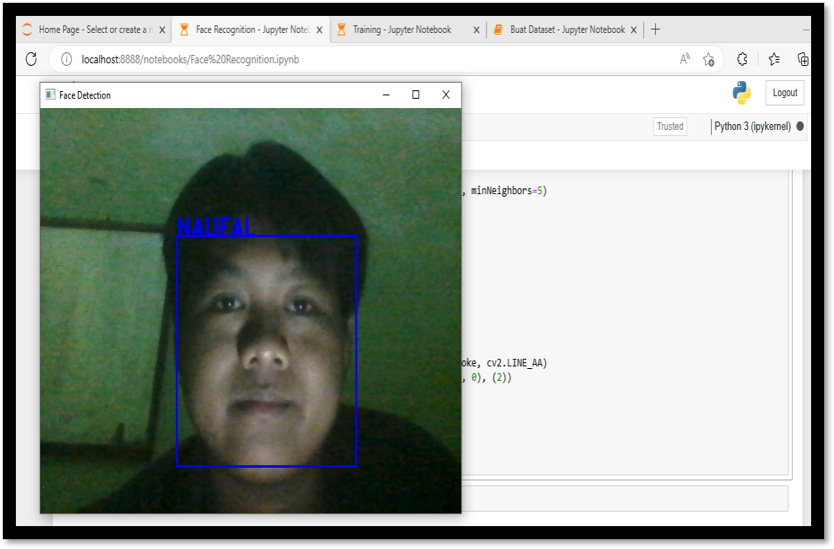 Home Page - Select or create a n
Face Recognition - Jupyter Noteb
Training - Jupyter Notebook
Buat Dataset - Jupyter Notebook
localhost:8888/notebooks/Face%20Recognition.ipynb
Face Detection
Logout
Trusted
Python 3 (ipykernel)
, minNeighbors=5)
NAUFAL
oke, cv2.LINE_AA)
, 0), (2))